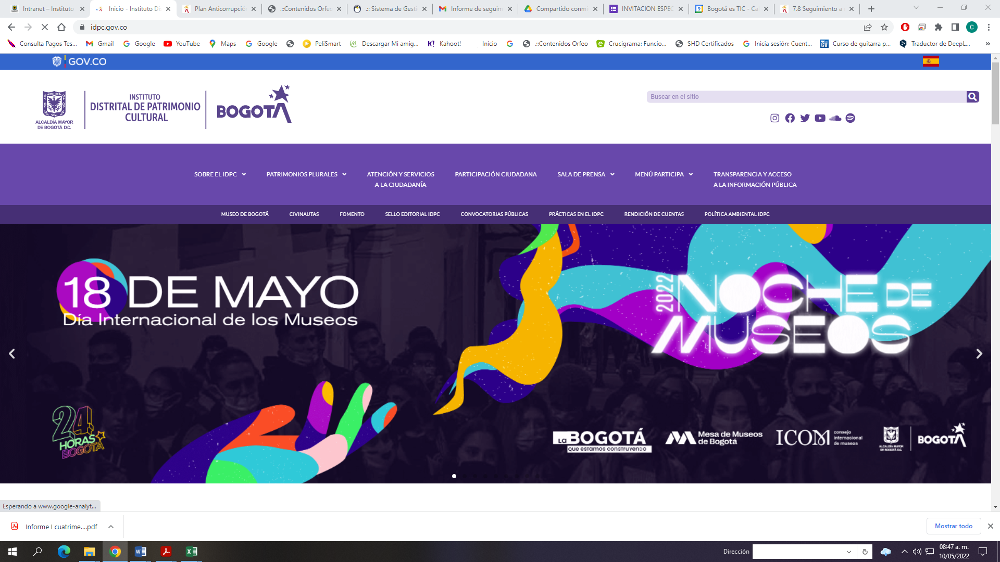 Intranet – Instituto
Inicio - Instituto Di
Plan Anticorrupció
.::Contenidos Orfeo
.:: Sistema de Gesti
Informe de seguim
Compartido conmi
INVITACION ESPEC
Bogotá es TIC - Cal
7.8 Seguimiento a
idpc.gov.co
C
Consulta Pagos Tes...
Gmail
Google
YouTube
Maps
Google
PeliSmart
Descargar Mi amig...
Kahoot!
Inicio
.::Contenidos Orfeo
Crucigrama: Funcio...
SHD Certificados
Inicia sesión: Cuent...
Curso de guitarra p...
Traductor de DeepL...
»
GOV.CO
ALCALDÍA MAYOR
DE BOGOTÁ D.C.
INSTITUTO
DISTRITAL DE PATRIMONIO
CULTURAL
BOGOTA
Buscar en el sitio
SOBRE EL IDPC
PATRIMONIOS PLURALES
ATENCIÓN Y SERVICIOS
A LA CIUDADANÍA
PARTICIPACIÓN CIUDADANA
SALA DE PRENSA
MENÚ PARTICIPA
TRANSPARENCIA Y ACCESO
A LA INFORMACIÓN PÚBLICA
MUSEO DE BOGOTÁ
CIVINAUTAS
FOMENTO
SELLO EDITORIAL IDPC
CONVOCATORIAS PÚBLICAS
PRÁCTICAS EN EL IDPC
RENDICIÓN DE CUENTAS
POLÍTICA AMBIENTAL IDPC
18 DE MAYO
Día Internacional de los Museos
2022 NOCHE DE
MUSEOS
24
HORAS
BOGOTA
La BOGOTÁ
que estamos construyendo
Mesa de Museos
de Bogotá
ICOM
consejo
internacional
de museos
ALCALDÍA MAYOR
DE BOGOTÁ D.C.
BOGOTA
Esperando a www.google-analyt...
Informe I cuatrime....pdf
Mostrar todo
Dirección
08:47 a. m.
10/05/2022